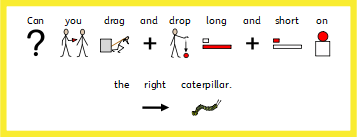 Can you drag and drop long and short on
the right caterpillar.